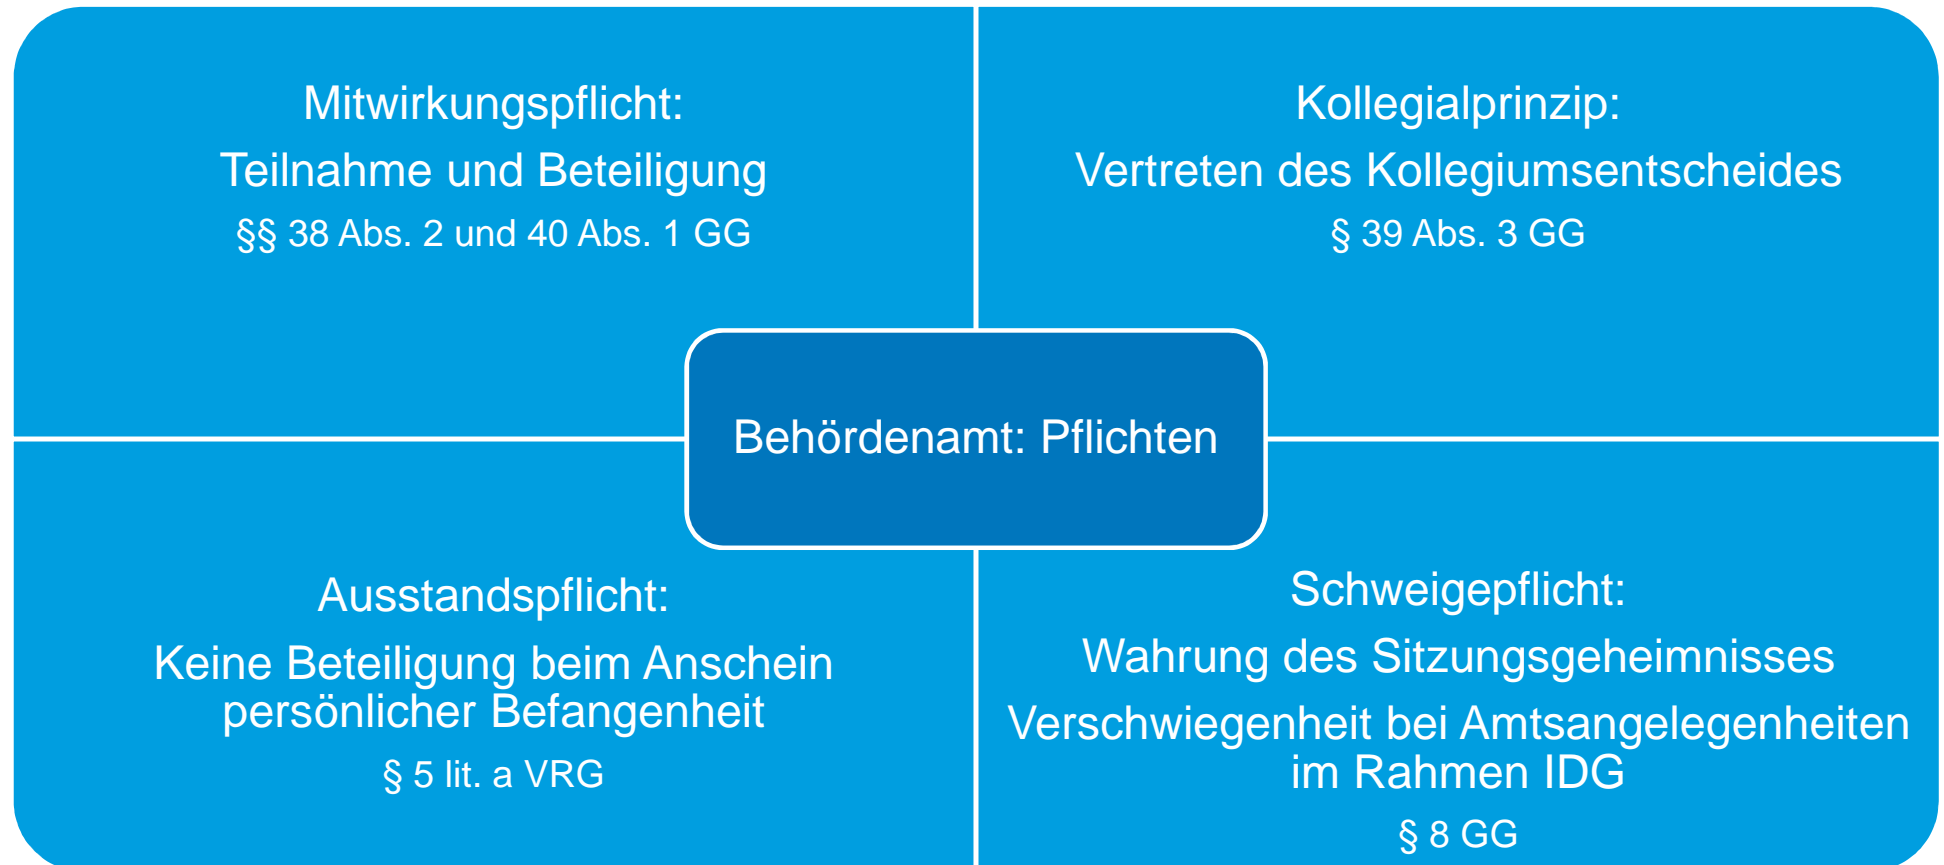 Mitwirkungspflicht:
Teilnahme und Beteiligung
§§ 38 Abs. 2 und 40 Abs. 1 GG
Kollegialprinzip:
Vertreten des Kollegiumsentscheides
§ 39 Abs. 3 GG
Behördenamt: Pflichten
Ausstandspflicht:
Keine Beteiligung beim Anschein
persönlicher Befangenheit
§ 5 lit. a VRG
Schweigepflicht:
Wahrung des Sitzungsgeheimnisses
Verschwiegenheit bei Amtsangelegenheiten
im Rahmen IDG
§ 8 GG